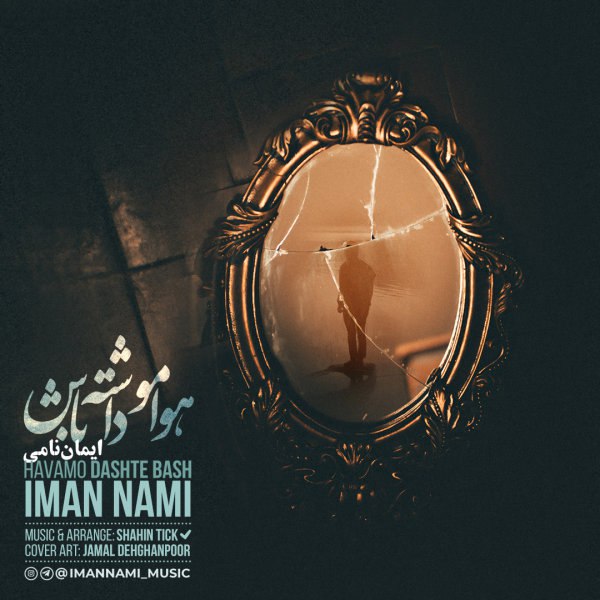 هوامو داشته باش
ایمان‌نامی
HAVAMO DASHTE BASH
IMAN NAMI
MUSIC & ARRANGE: SHAHIN TICK
COVER ART: JAMAL DEHGHANPOOR
@IMANNAMI_MUSIC